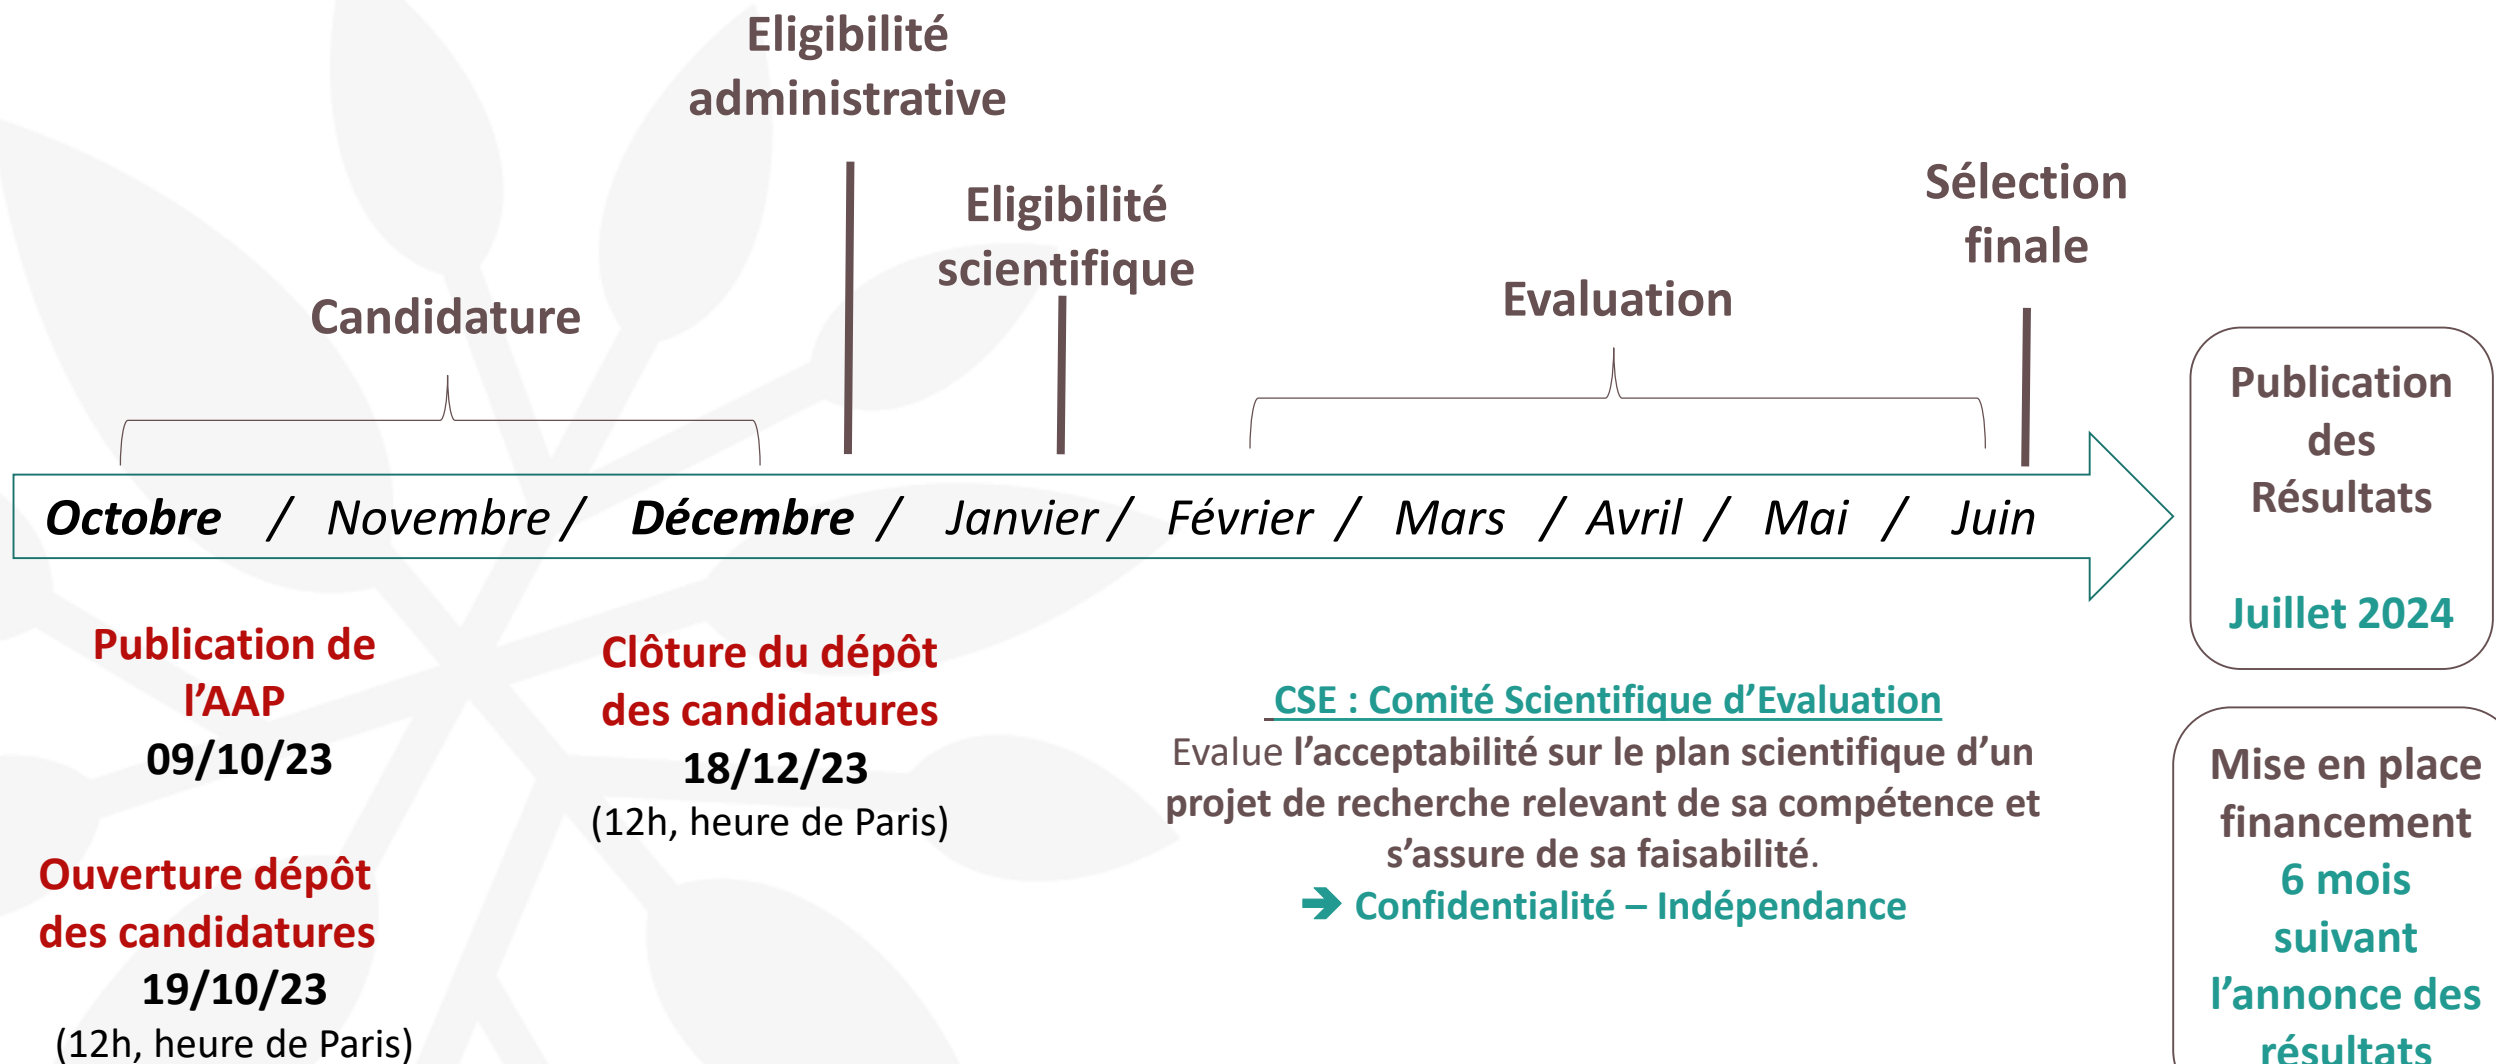 Eligibilité
administrative
Eligibilité
scientifique
Sélection
finale
Candidature
Evaluation
Octobre / Novembre / Décembre / Janvier / Février / Mars / Avril / Mai / Juin
Publication
des
Résultats
Juillet 2024
Publication de
l’AAP
09/10/23
Ouverture dépôt
des candidatures
19/10/23
(12h, heure de Paris)
Clôture du dépôt
des candidatures
18/12/23
(12h, heure de Paris)
CSE : Comité Scientifique d’Evaluation
Evalue l’acceptabilité sur le plan scientifique d’un
projet de recherche relevant de sa compétence et
s’assure de sa faisabilité.
➔ Confidentialité – Indépendance
Mise en place
financement
6 mois
suivant
l’annonce des
résultats